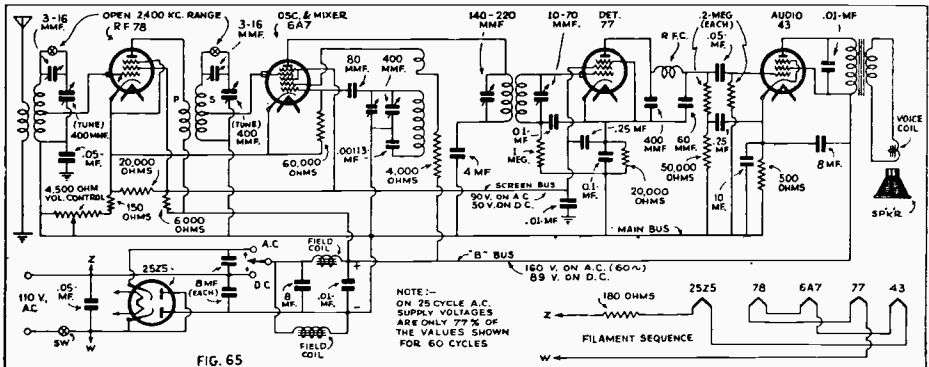 OPEN 2,400 KC. RANGE
3-16
MMF.
R F 78
3-16
MMF.
OSC. & MIXER
6A7
140-220
MMF
10-70
MMF.
DET.
77
R F.C.
.2-MEG
(EACH)
.05-
MF.
AUDIO
43
.01-MF
80
MMF.
400
MMF.
P
S
(TUNE)
400 MMF.
(TUNE)
400
MMF.
.05-
MF.
.00113-
MF.
0.1-
MF
1
MEG.
.25 MF
400
MMF
60
MMF.
.25
MF.
8 MF.
VOICE
COIL
20,000
OHMS
60,000
OHMS
4,000
OHMS
4 MF
0.1-
MF.
20,000
OHMS
50,000
OHMS
10
MF.
500
OHMS
SP'K'R
4,500 OHM
VOL. CONTROL
150
OHMS
6000
OHMS
SCREEN BUS
90 V. ON A C
50 V. ON D.C.
.01-MF
MAIN BUS
"B" BUS
160 V. ON A.C. (60~)
89 V. ON D.C.
Z
25Z5
A.C
D C
FIELD
COIL
+
110 V,
A.C
.05-
MF.
8 MF
(EACH)
8
MF.
.01-
MF.
-
SW
W
FIELD
COIL
FIG. 65
NOTE:-
ON 25 CYCLE A.C.
SUPPLY VOLTAGES
ARE ONLY 77 % OF
THE VALUES SHOWN
FOR 60 CYCLES
180 OHMS
25Z5
78
6A7
77
43
Z
FILAMENT SEQUENCE
W